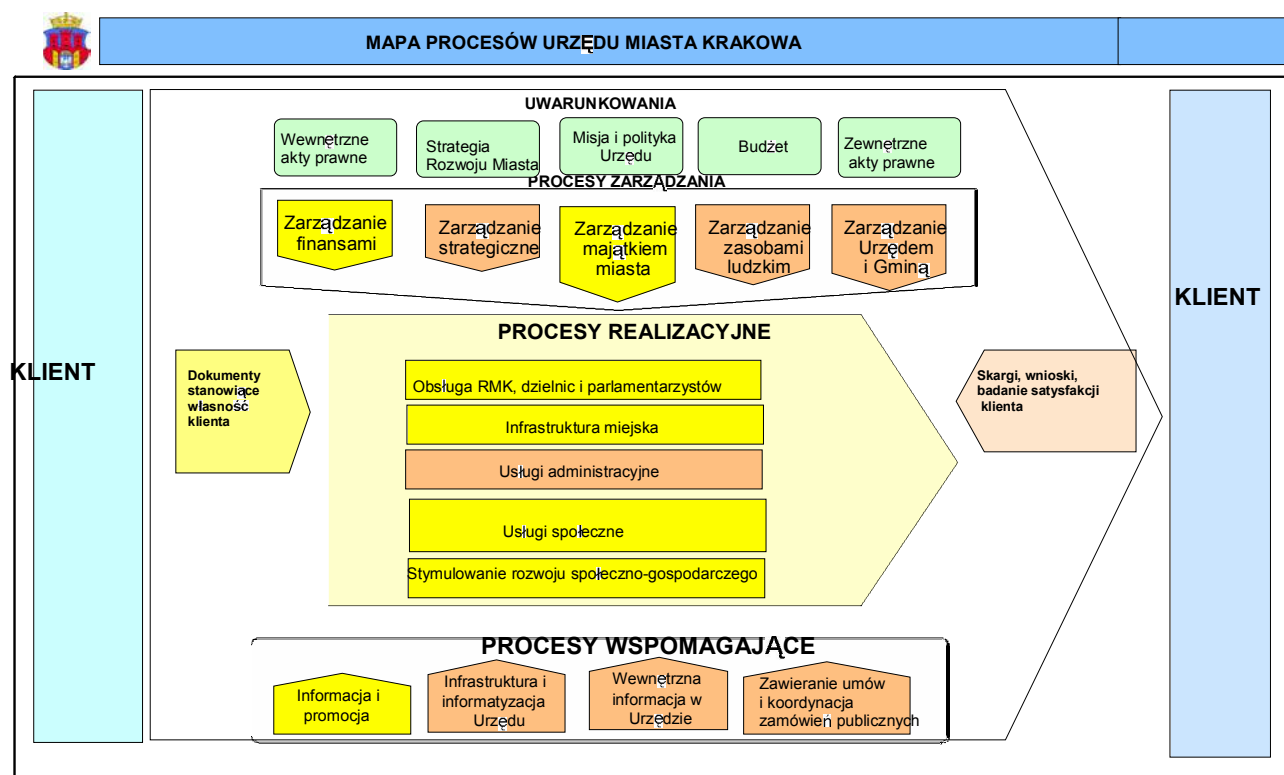 MAPA PROCESÓW URZĘDU MIASTA KRAKOWA
UWARUNKOWANIA
Wewnętrzne
akty prawne
Strategia
Rozwoju Miasta
Misja i polityka
Urzędu
Budżet
Zewnętrzne
akty prawne
PROCESY ZARZĄDZANIA
Zarządzanie
finansami
Zarządzanie
strategiczne
Zarządzanie
majątkiem
miasta
Zarządzanie
zasobami
ludzkim
Zarządzanie
Urzędem
i Gminą
KLIENT
KLIENT
Dokumenty
stanowiące
własność
klienta
PROCESY REALIZACYJNE
Obsługa RMK, dzielnic i parlamentarzystów
Infrastruktura miejska
Usługi administracyjne
Usługi społeczne
Stymulowanie rozwoju społeczno-gospodarczego
Skargi, wnioski,
badanie satysfakcji
klienta
PROCESY WSPOMAGAJĄCE
Informacja i
promocja
Infrastruktura i
informatyzacja
Urzędu
Wewnętrzna
informacja w
Urzędzie
Zawieranie umów
i koordynacja
zamówień publicznych